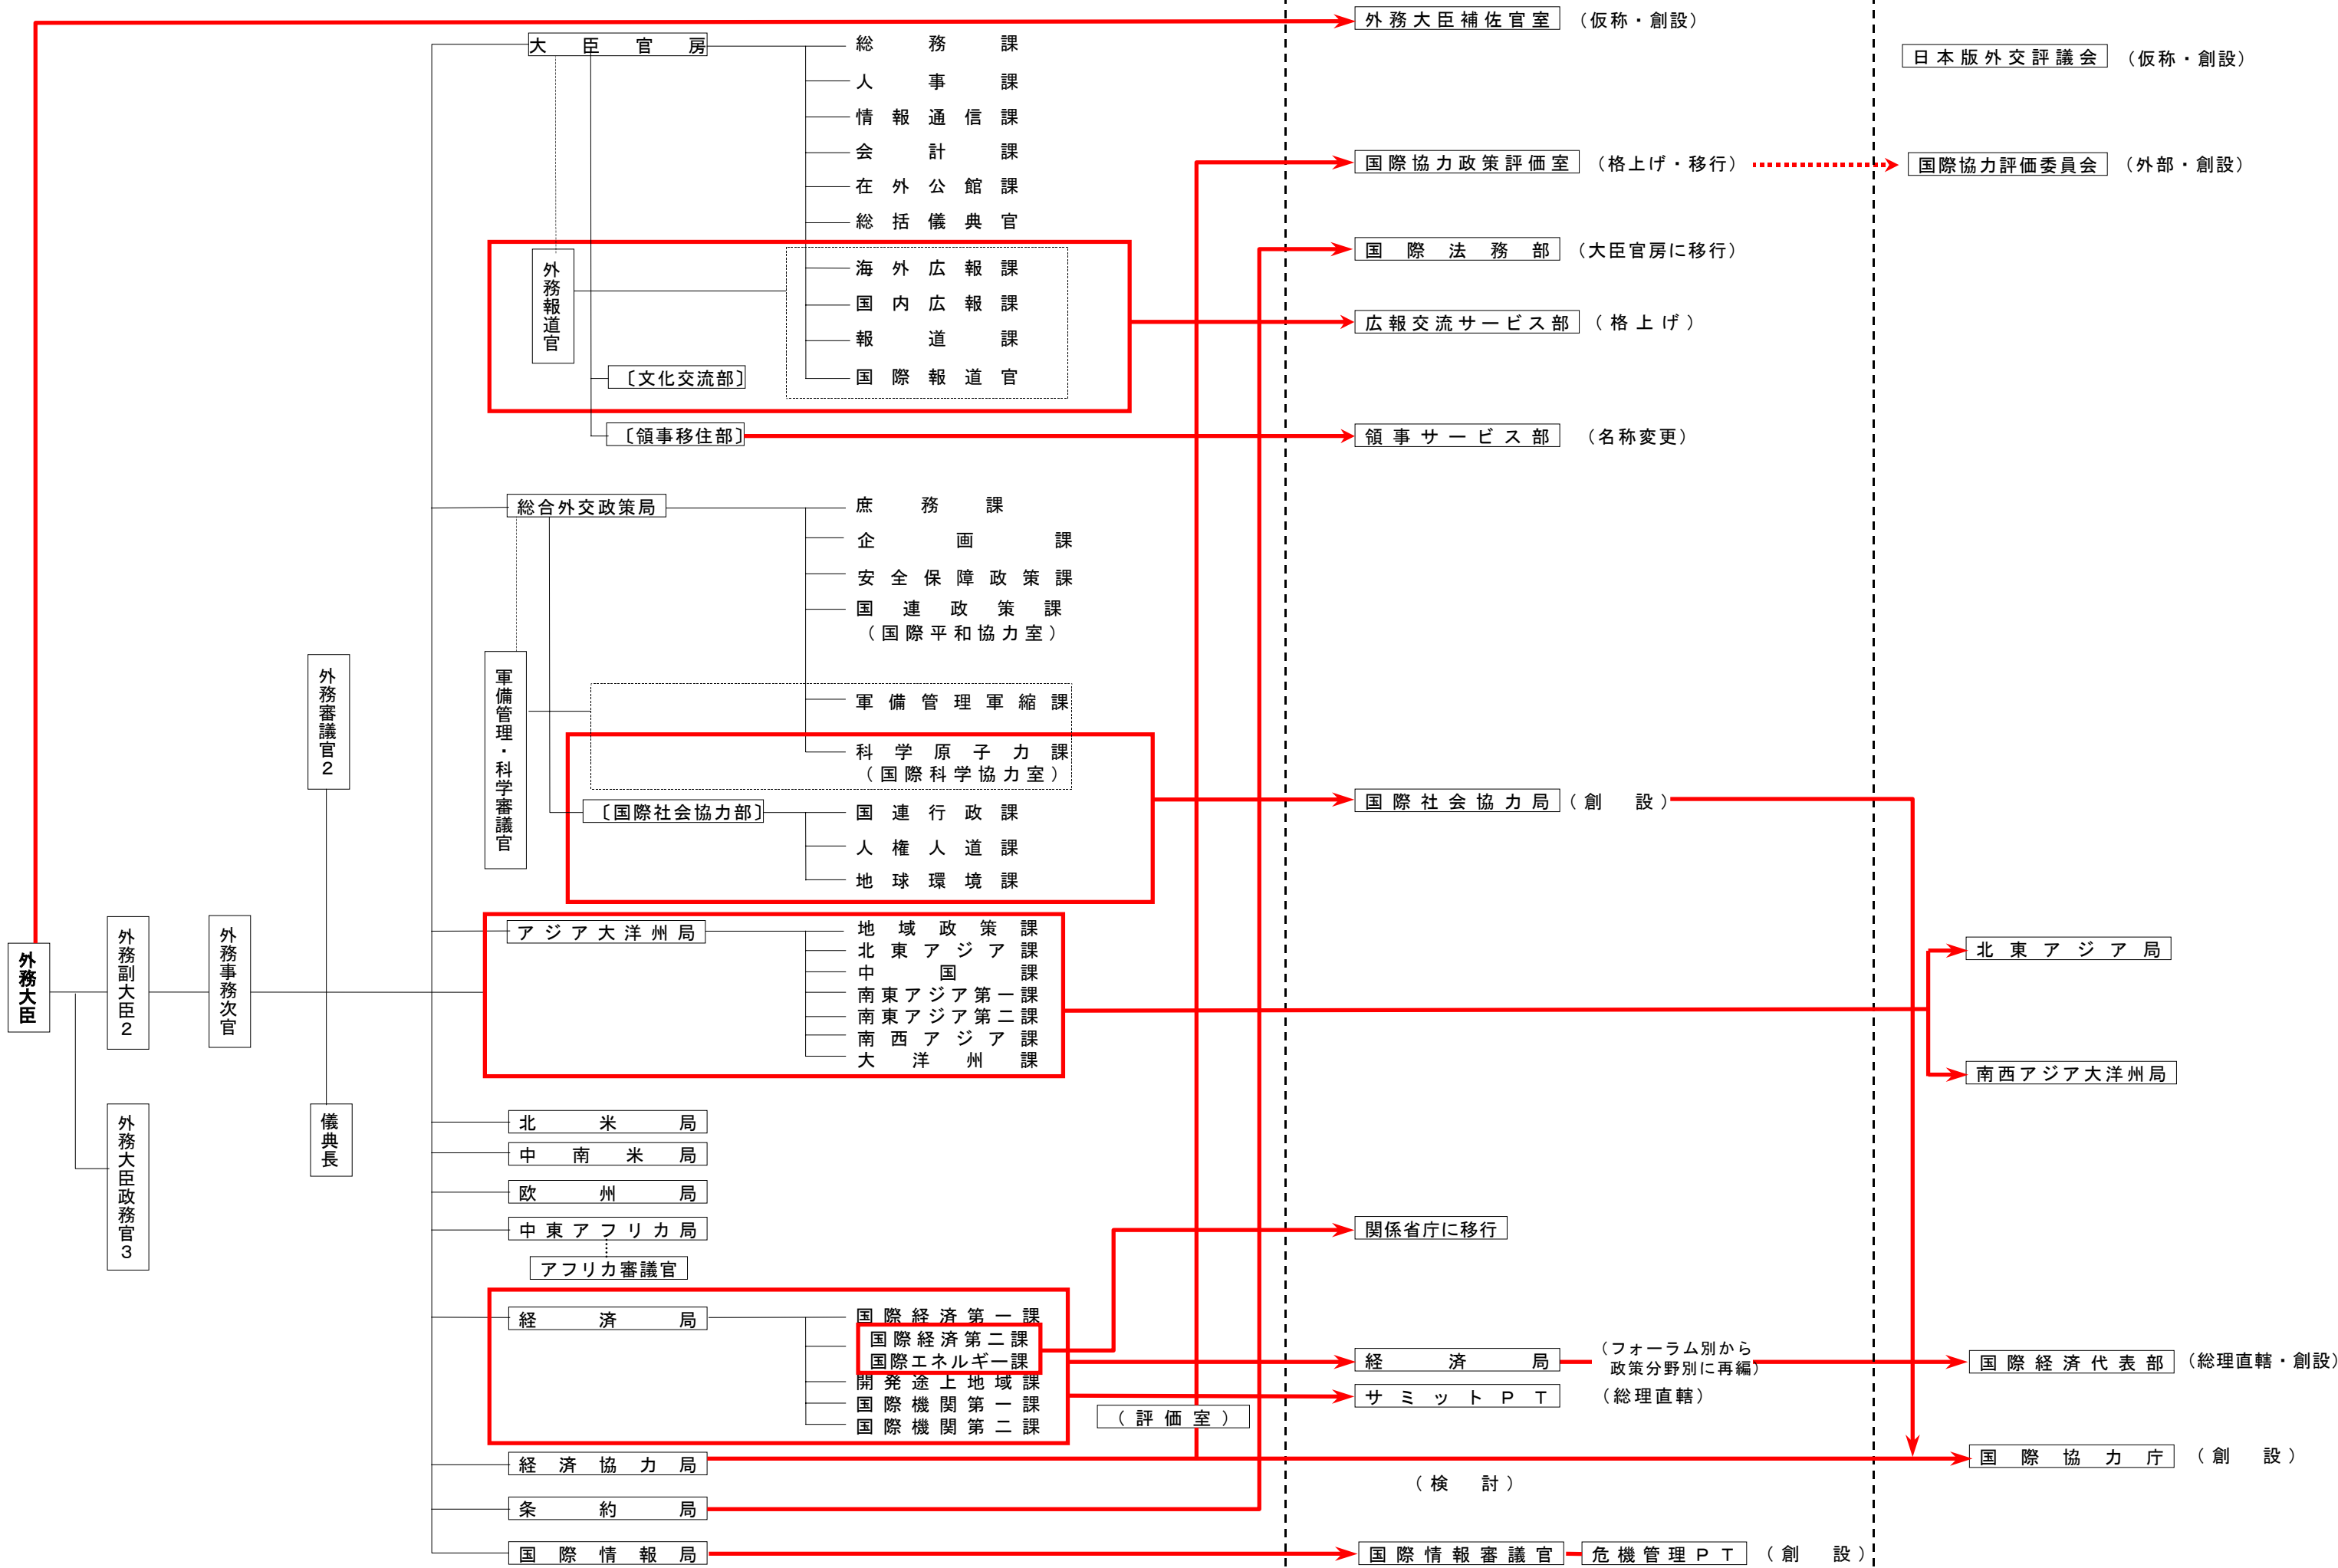 外務大臣
外務副大臣2
外務大臣政務官3
外務事務次官
外務審議官2
儀典長
大臣官房
総務課
人事課
情報通信課
会計課
在外公館課
総括儀典官
外務報道官
海外広報課
国内広報課
報道課
国際報道官
〔文化交流部〕
〔領事移住部〕
総合外交政策局
庶務課
企画課
安全保障政策課
国連政策課
（国際平和協力室）
軍備管理・科学審議官
軍備管理軍縮課
科学原子力課
（国際科学協力室）
〔国際社会協力部〕
国連行政課
人権人道課
地球環境課
アジア大洋州局
地域政策課
北東アジア課
中国課
南東アジア第一課
南東アジア第二課
南西アジア課
大洋州課
北米局
中南米局
欧州局
中東アフリカ局
アフリカ審議官
経済局
国際経済第一課
国際経済第二課
国際エネルギー課
開発途上地域課
国際機関第一課
国際機関第二課
（評価室）
経済協力局
条約局
国際情報局
外務大臣補佐官室（仮称・創設）
国際協力政策評価室（格上げ・移行）
国際法務部（大臣官房に移行）
広報交流サービス部（格上げ）
領事サービス部（名称変更）
国際社会協力局（創設）
関係省庁に移行
経済局（フォーラム別から
政策分野別に再編）
サミットPT（総理直轄）
（検討）
国際情報審議官 危機管理PT（創設）
日本版外交評議会（仮称・創設）
国際協力評価委員会（外部・創設）
北東アジア局
南西アジア大洋州局
国際経済代表部（総理直轄・創設）
国際協力庁（創設）